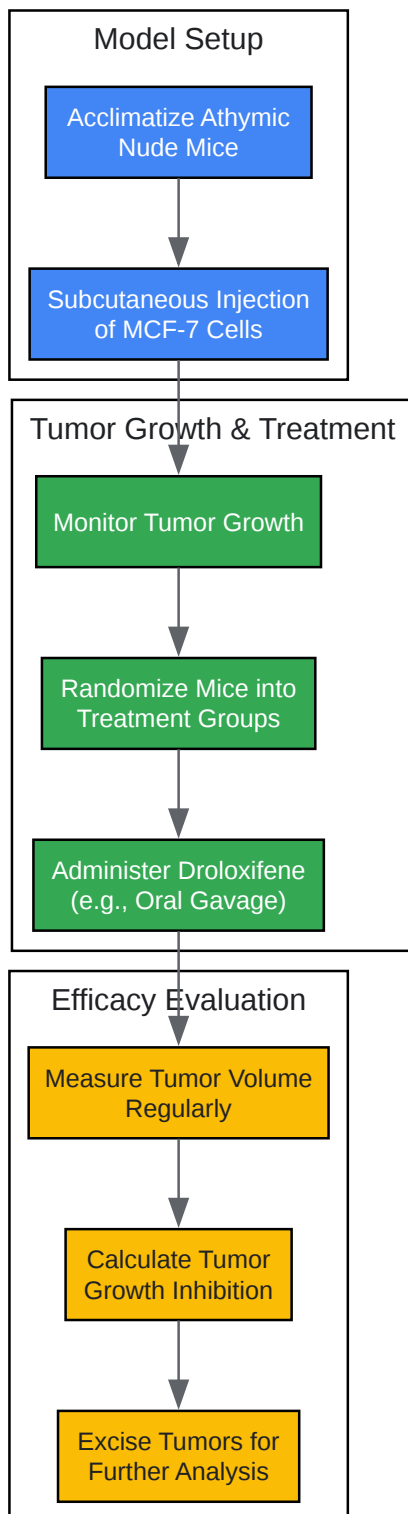 Model Setup
Acclimatize Athymic
Nude Mice
Subcutaneous Injection
of MCF-7 Cells
Tumor Growth & Treatment
Monitor Tumor Growth
Randomize Mice into
Treatment Groups
Administer Droloxifene
(e.g., Oral Gavage)
Efficacy Evaluation
Measure Tumor Volume
Regularly
Calculate Tumor
Growth Inhibition
Excise Tumors for
Further Analysis